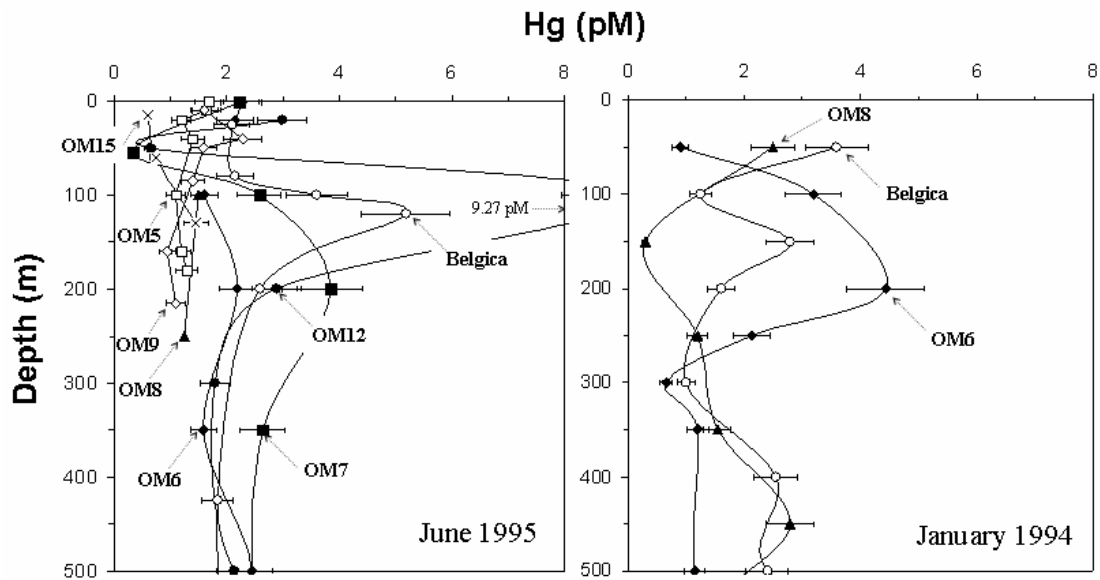 Hg (pM)
0 2 4 6 8 0 2 4 6 8
Depth (m)
0
100
200
300
400
500
0
100
200
300
400
500
OM15
OM5
OM9
OM8
OM6
9.27 pM
Belgica
OM12
OM7
June 1995
OM8
Belgica
OM6
January 1994